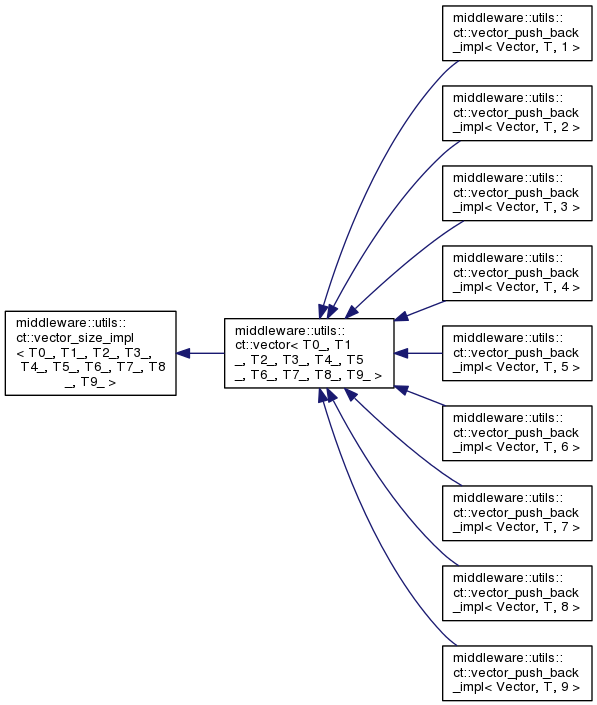 middleware::utils::
ct::vector_push_back
_impl< Vector, T, 1 >
middleware::utils::
ct::vector_push_back
_impl< Vector, T, 2 >
middleware::utils::
ct::vector_push_back
_impl< Vector, T, 3 >
middleware::utils::
ct::vector_push_back
_impl< Vector, T, 4 >
middleware::utils::
ct::vector_size_impl
< T0_, T1_, T2_, T3_,
T4_, T5_, T6_, T7_, T8
_, T9_ >
middleware::utils::
ct::vector< T0_, T1
_, T2_, T3_, T4_, T5
_, T6_, T7_, T8_, T9_ >
middleware::utils::
ct::vector_push_back
_impl< Vector, T, 5 >
middleware::utils::
ct::vector_push_back
_impl< Vector, T, 6 >
middleware::utils::
ct::vector_push_back
_impl< Vector, T, 7 >
middleware::utils::
ct::vector_push_back
_impl< Vector, T, 8 >
middleware::utils::
ct::vector_push_back
_impl< Vector, T, 9 >